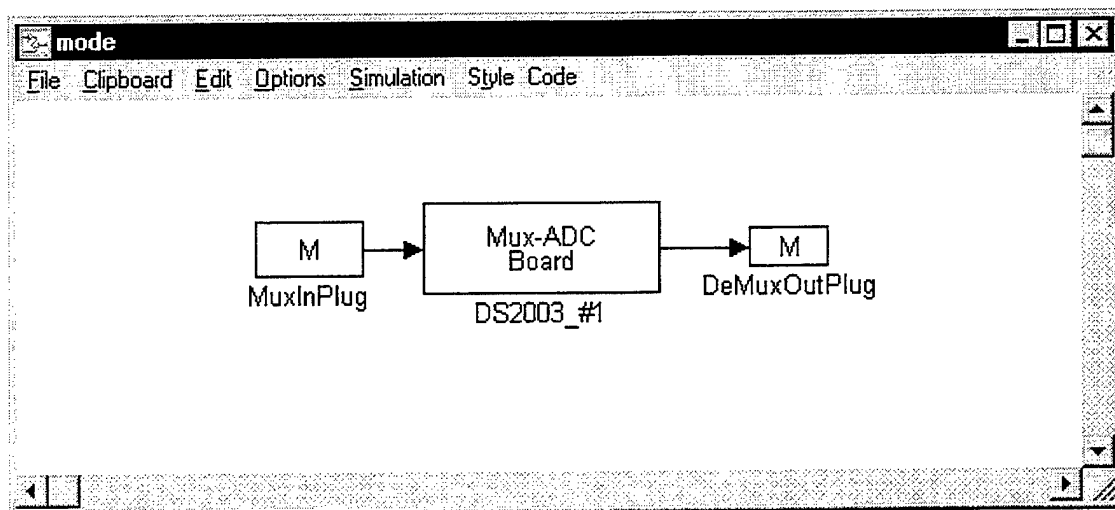 mode
File Clipboard Edit Options Simulation Style Code
M
MuxInPlug
Mux-ADC
Board
DS2003_#1
M
DeMuxOutPlug